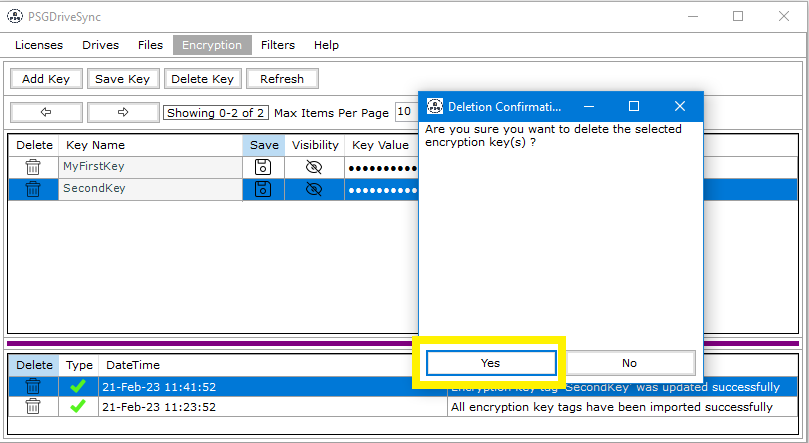 PSGDriveSync
Licenses Drives Files Encryption Filters Help
Add Key Save Key Delete Key Refresh
Showing 0-2 of 2 Max Items Per Page 10
Delete Key Name Save Visibility Key Value
MyFirstKey ••••••••••
SecondKey ••••••••••
Deletion Confirmati...
Are you sure you want to delete the selected
encryption key(s) ?
Yes No
Delete Type DateTime
21-Feb-23 11:41:52 Encryption key tag 'SecondKey' was updated successfully
21-Feb-23 11:23:52 All encryption key tags have been imported successfully